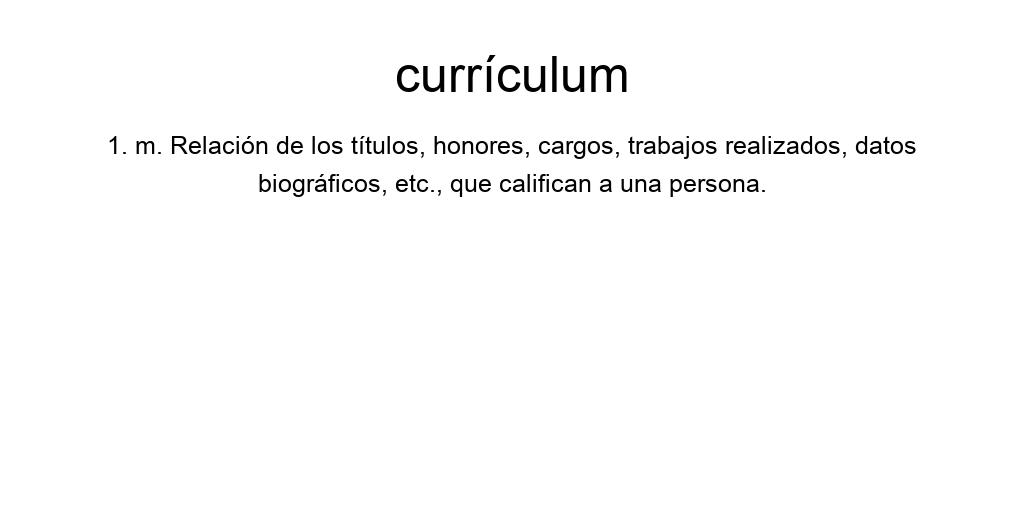 currículum
1. m. Relación de los títulos, honores, cargos, trabajos realizados, datos
biográficos, etc., que califican a una persona.